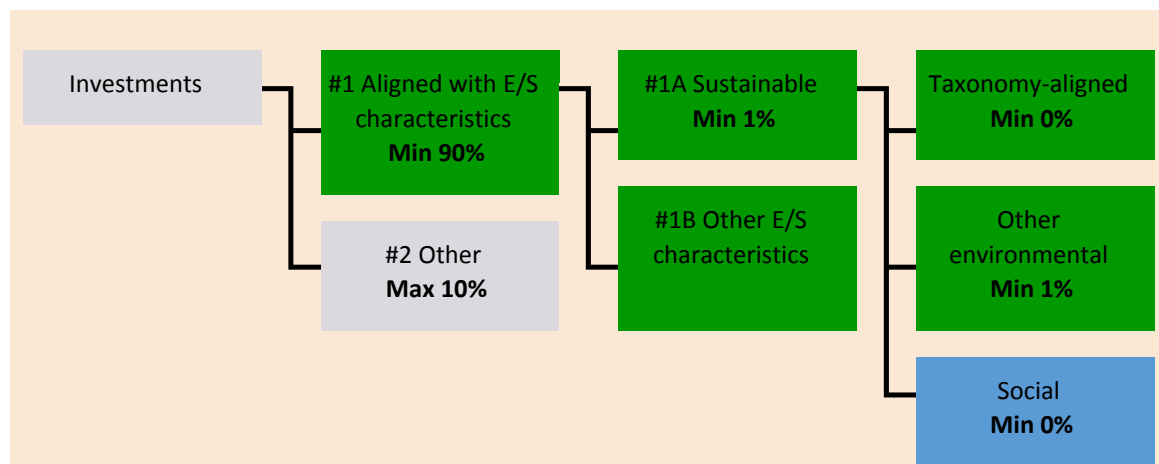 Investments
#1 Aligned with E/S
characteristics
Min 90%
#2 Other
Max 10%
#1A Sustainable
Min 1%
#1B Other E/S
characteristics
Taxonomy-aligned
Min 0%
Other
environmental
Min 1%
Social
Min 0%